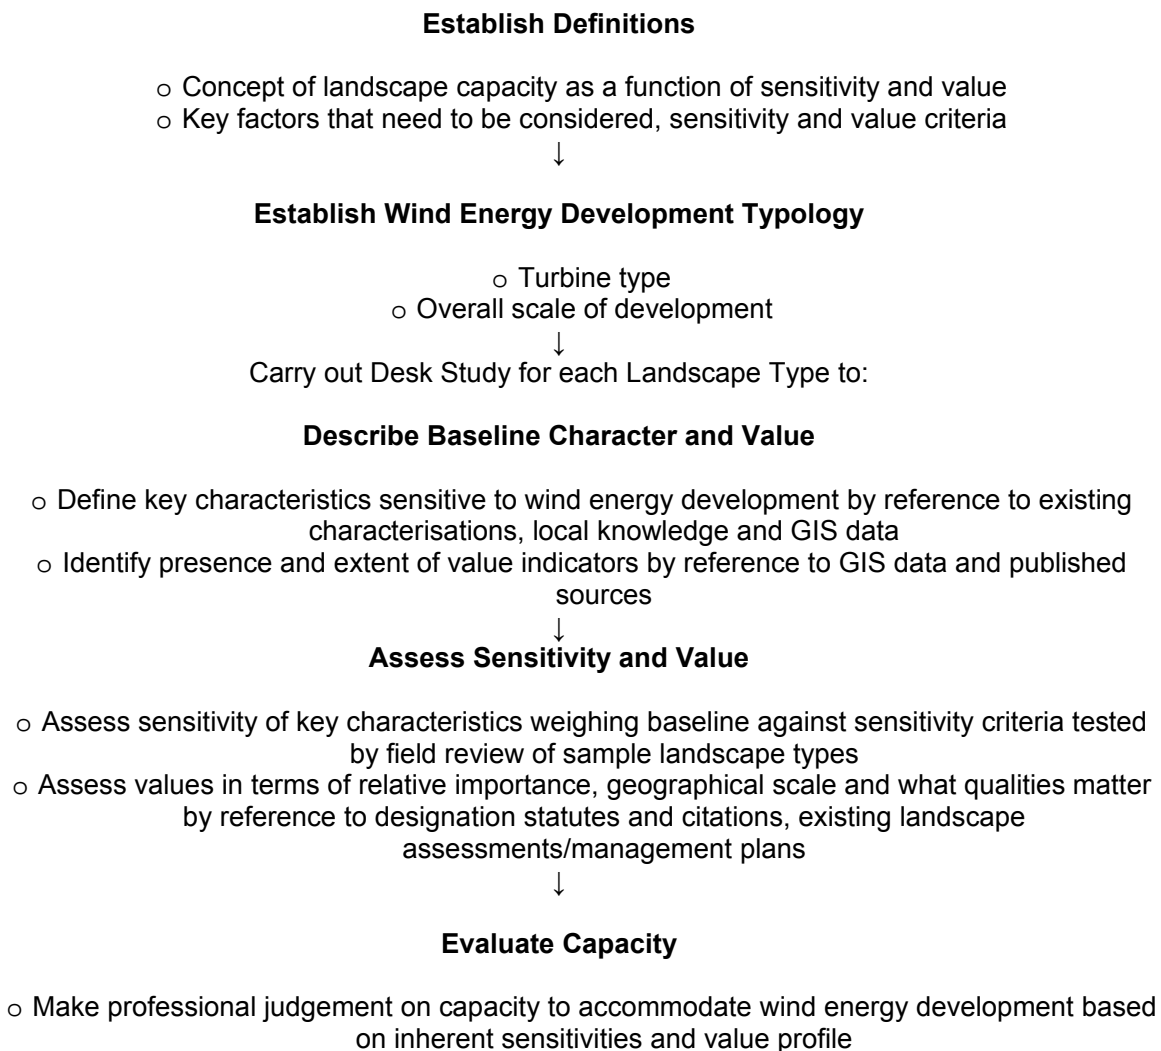 Establish Definitions
o Concept of landscape capacity as a function of sensitivity and value
o Key factors that need to be considered, sensitivity and value criteria
↓
Establish Wind Energy Development Typology
o Turbine type
o Overall scale of development
↓
Carry out Desk Study for each Landscape Type to:
Describe Baseline Character and Value
o Define key characteristics sensitive to wind energy development by reference to existing
characterisations, local knowledge and GIS data
o Identify presence and extent of value indicators by reference to GIS data and published
sources
↓
Assess Sensitivity and Value
o Assess sensitivity of key characteristics weighing baseline against sensitivity criteria tested
by field review of sample landscape types
o Assess values in terms of relative importance, geographical scale and what qualities matter
by reference to designation statutes and citations, existing landscape
assessments/management plans
↓
Evaluate Capacity
o Make professional judgement on capacity to accommodate wind energy development based
on inherent sensitivities and value profile